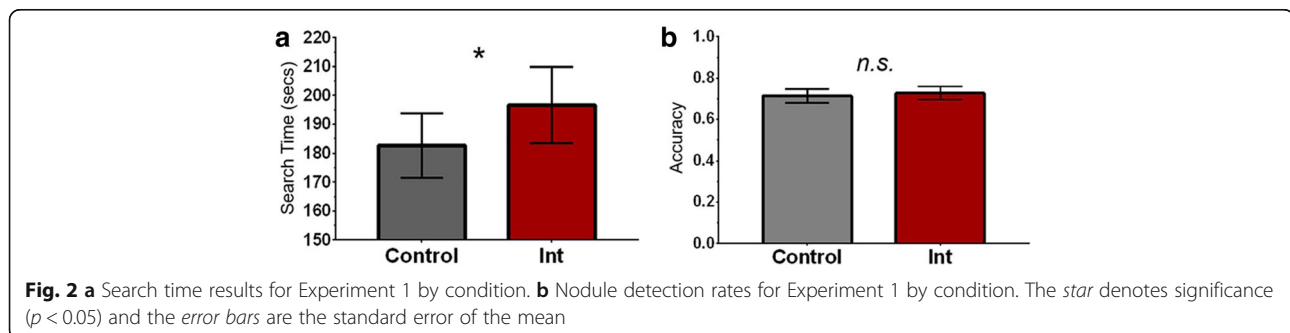 a
220
210
200
190
180
170
160
150
Search Time (secs)
*
Control Int
b
1.0
0.8
0.6
0.4
0.2
0.0
Accuracy
n.s.
Control Int
Fig. 2 a Search time results for Experiment 1 by condition. b Nodule detection rates for Experiment 1 by condition. The star denotes significance
(p < 0.05) and the error bars are the standard error of the mean